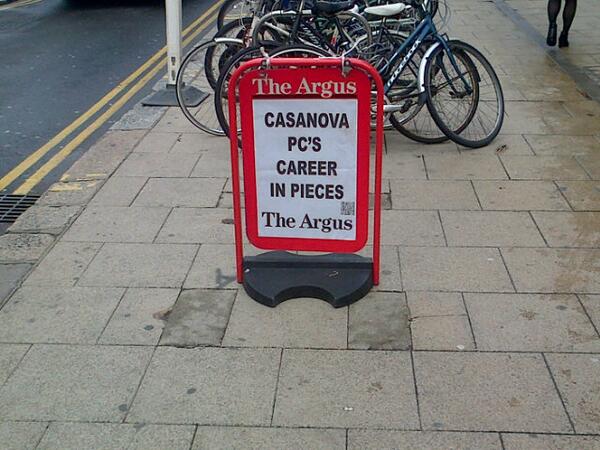 The Argus
CASANOVA
PC'S
CAREER
IN PIECES
The Argus